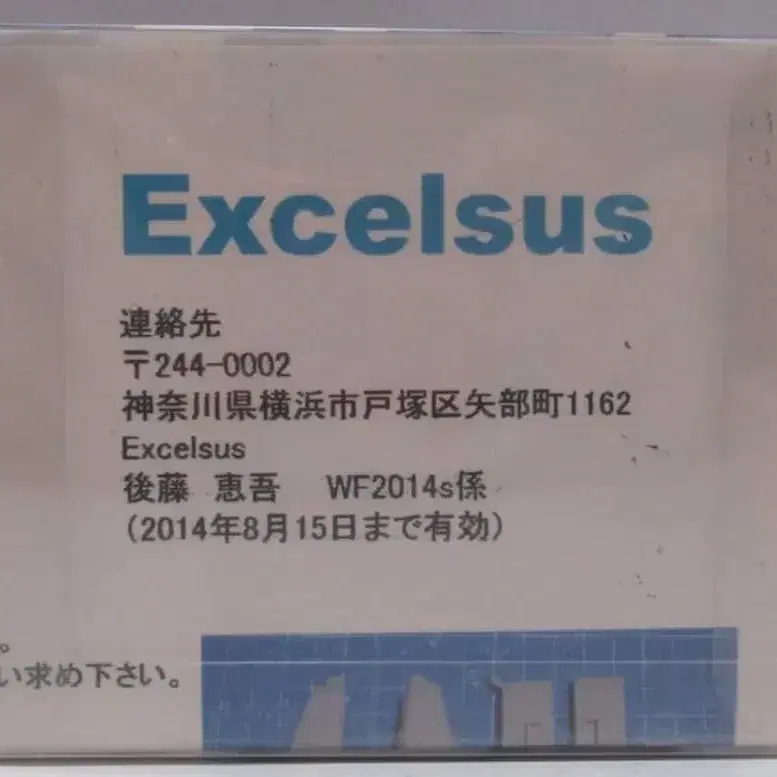 Excelsus
連絡先
〒244-0002
神奈川県横浜市戸塚区矢部町1162
Excelsus
後藤 恵吾 WF2014s係
（2014年8月15日まで有効）
。
い求め下さい。